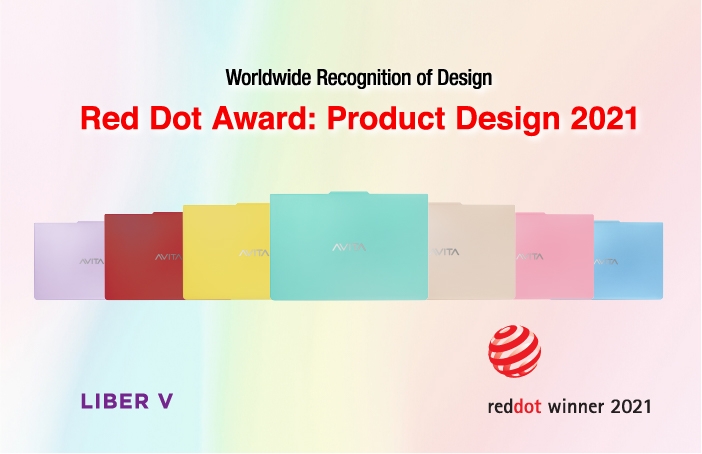 Worldwide Recognition of Design
Red Dot Award: Product Design 2021
AVITA AVITA AVITA AVITA AVITA AVITA AVITA
LIBER V
reddot winner 2021